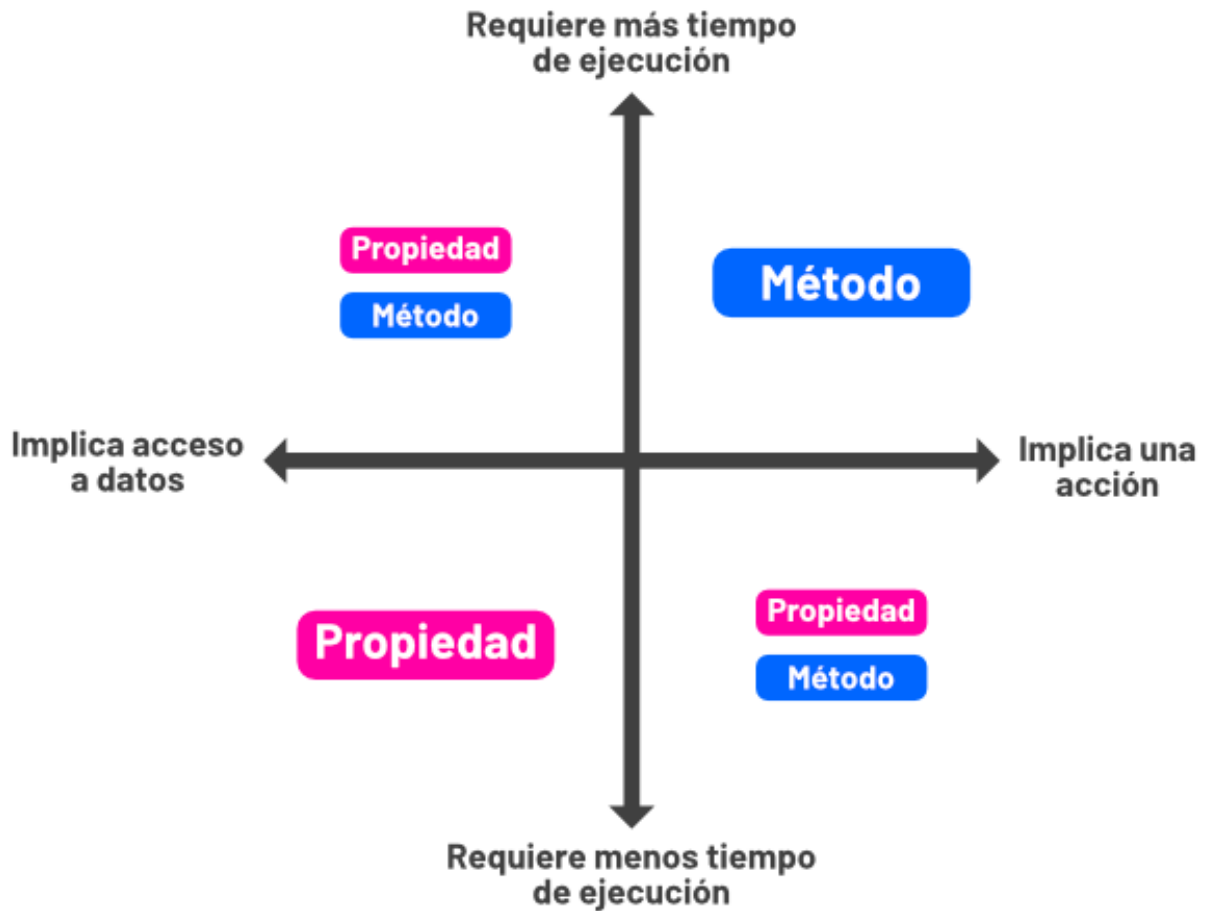 Requiere más tiempo
de ejecución
Propiedad
Método
Método
Implica acceso
a datos
Implica una
acción
Propiedad
Propiedad
Método
Requiere menos tiempo
de ejecución